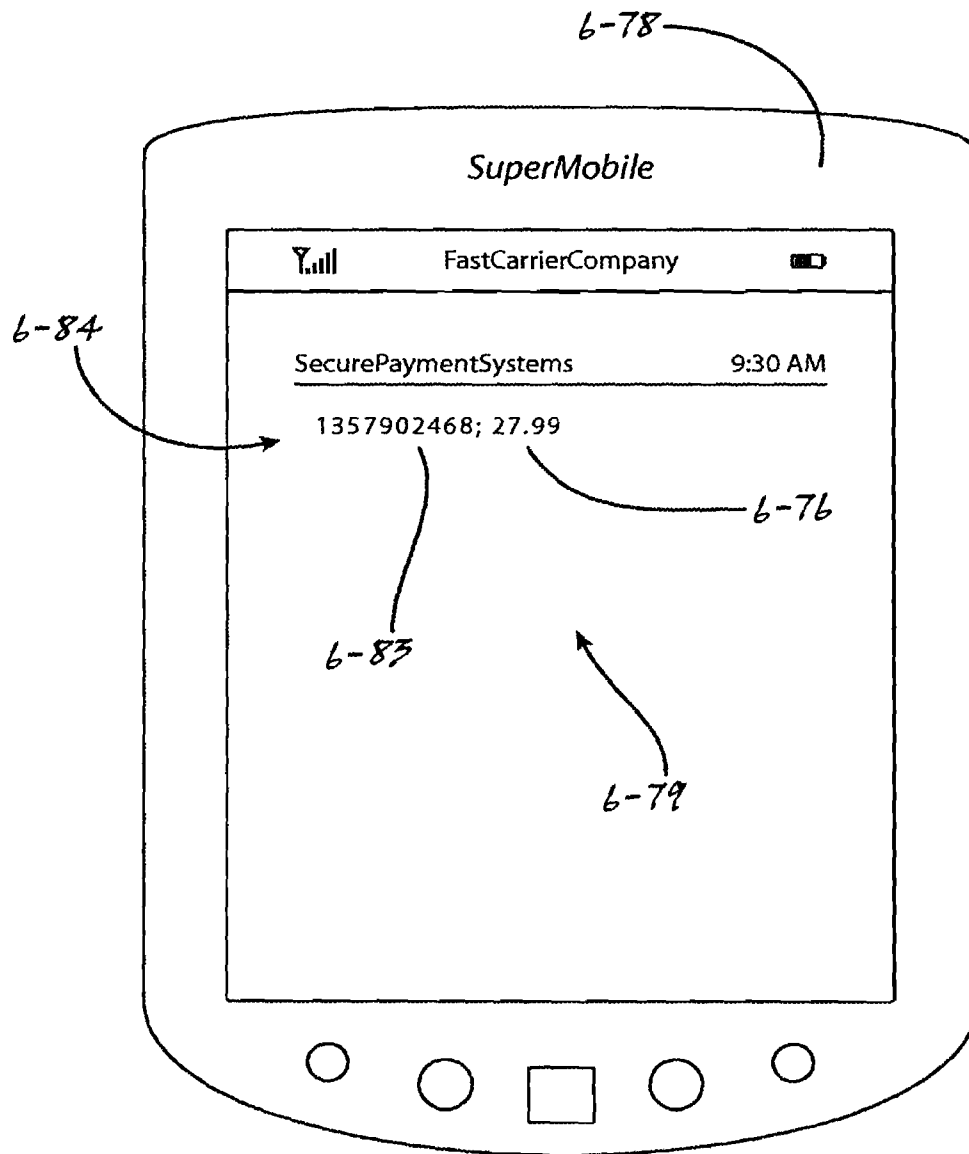 6-78
SuperMobile
FastCarrierCompany
6-84
SecurePaymentSystems 9:30 AM
1357902468; 27.99
6-76
6-83
6-79